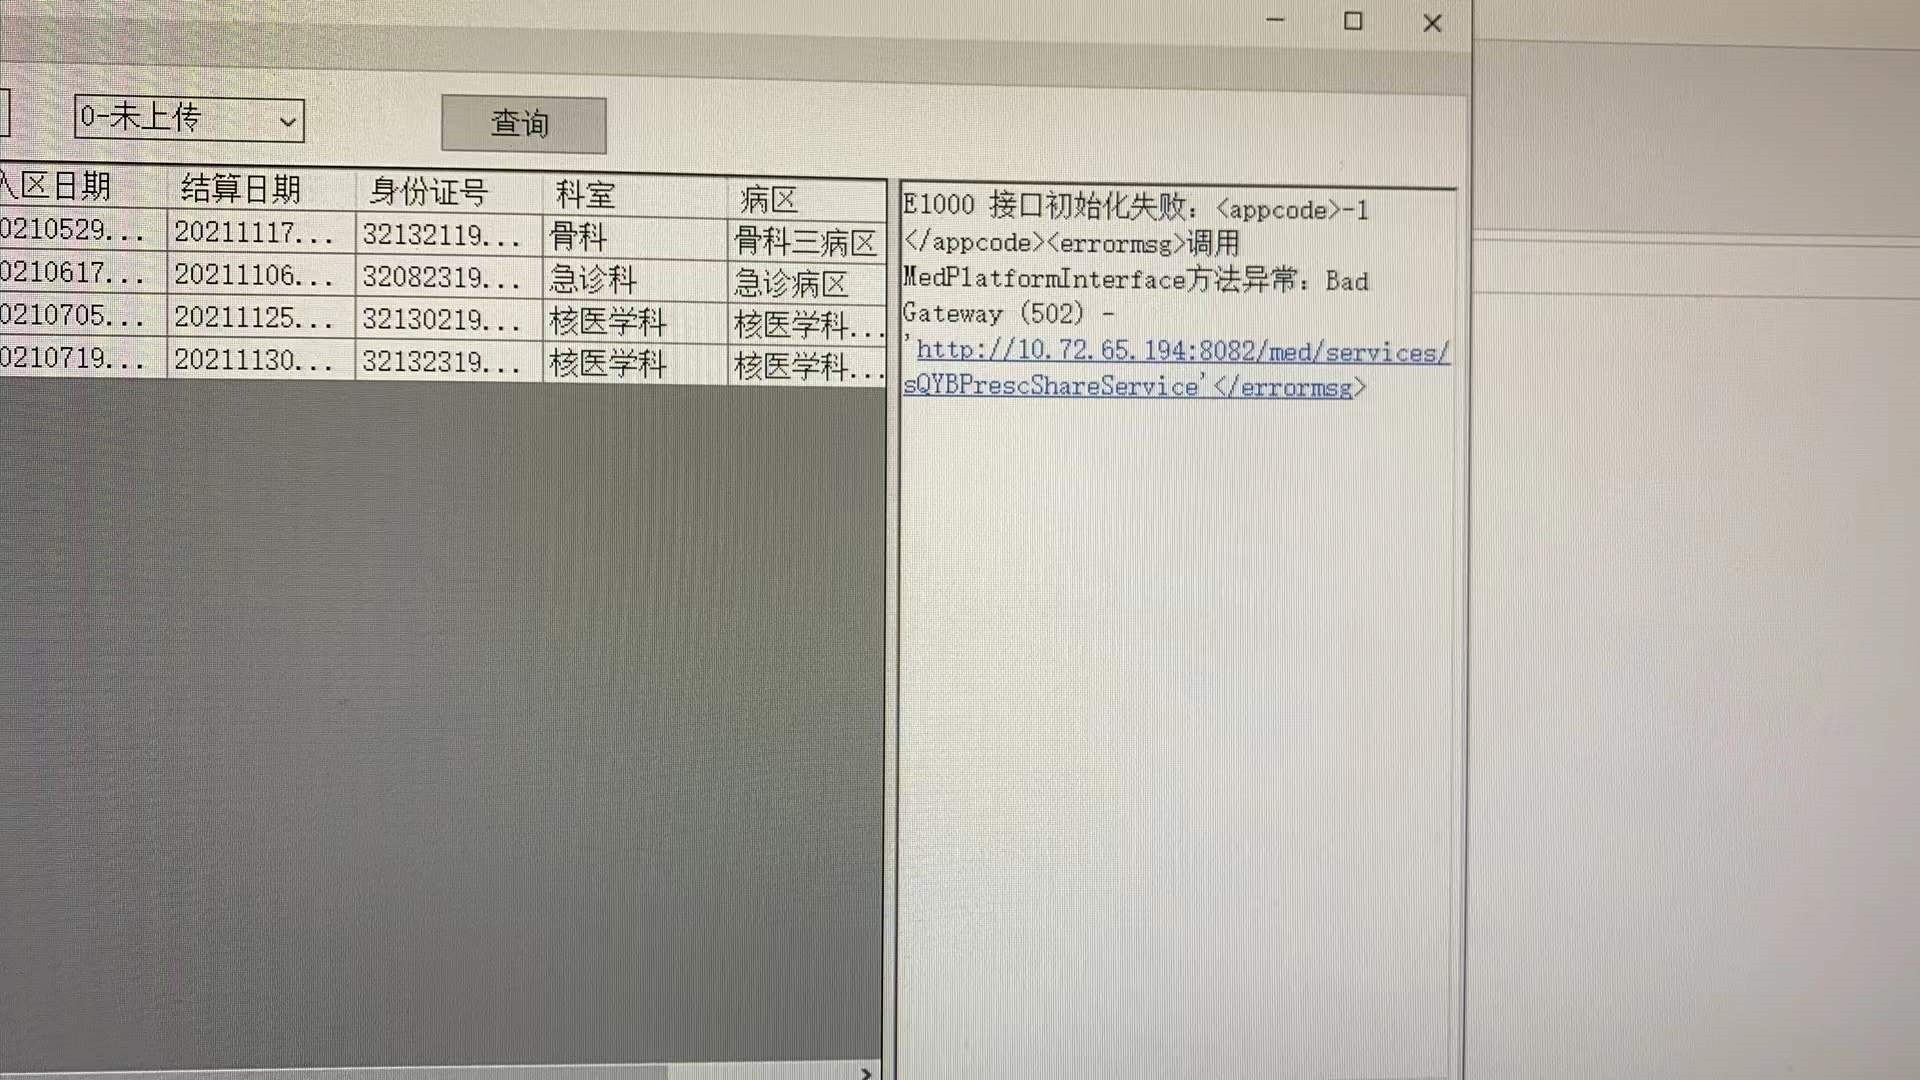 0-未上传
查询
入区日期 结算日期 身份证号 科室 病区
0210529... 20211117... 32132119... 骨科 骨科三病区
0210617... 20211106... 32082319... 急诊科 急诊病区
0210705... 20211125... 32130219... 核医学科 核医学科...
0210719... 20211130... 32132319... 核医学科 核医学科...
E1000 接口初始化失败：<appcode>-1
</appcode><errormsg>调用
MedPlatformInterface方法异常：Bad
Gateway (502) -
'http://10.72.65.194:8082/med/services/
sQYBPrescShareService'</errormsg>